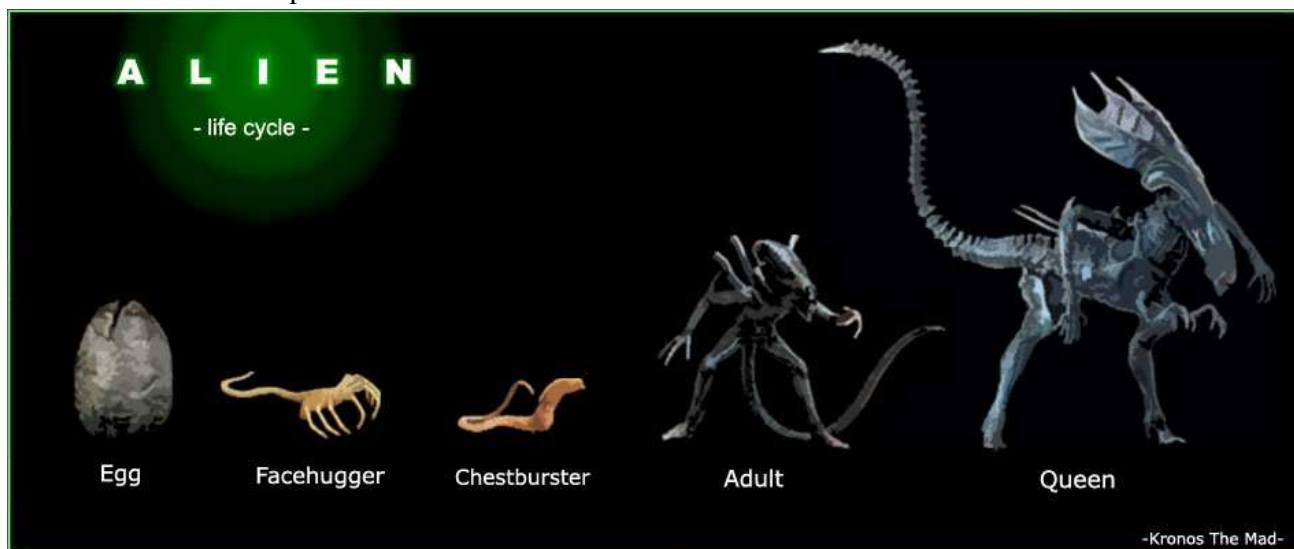 A L I E N
- life cycle -
Egg
Facehugger
Chestburster
Adult
Queen
-Kronos The Mad-